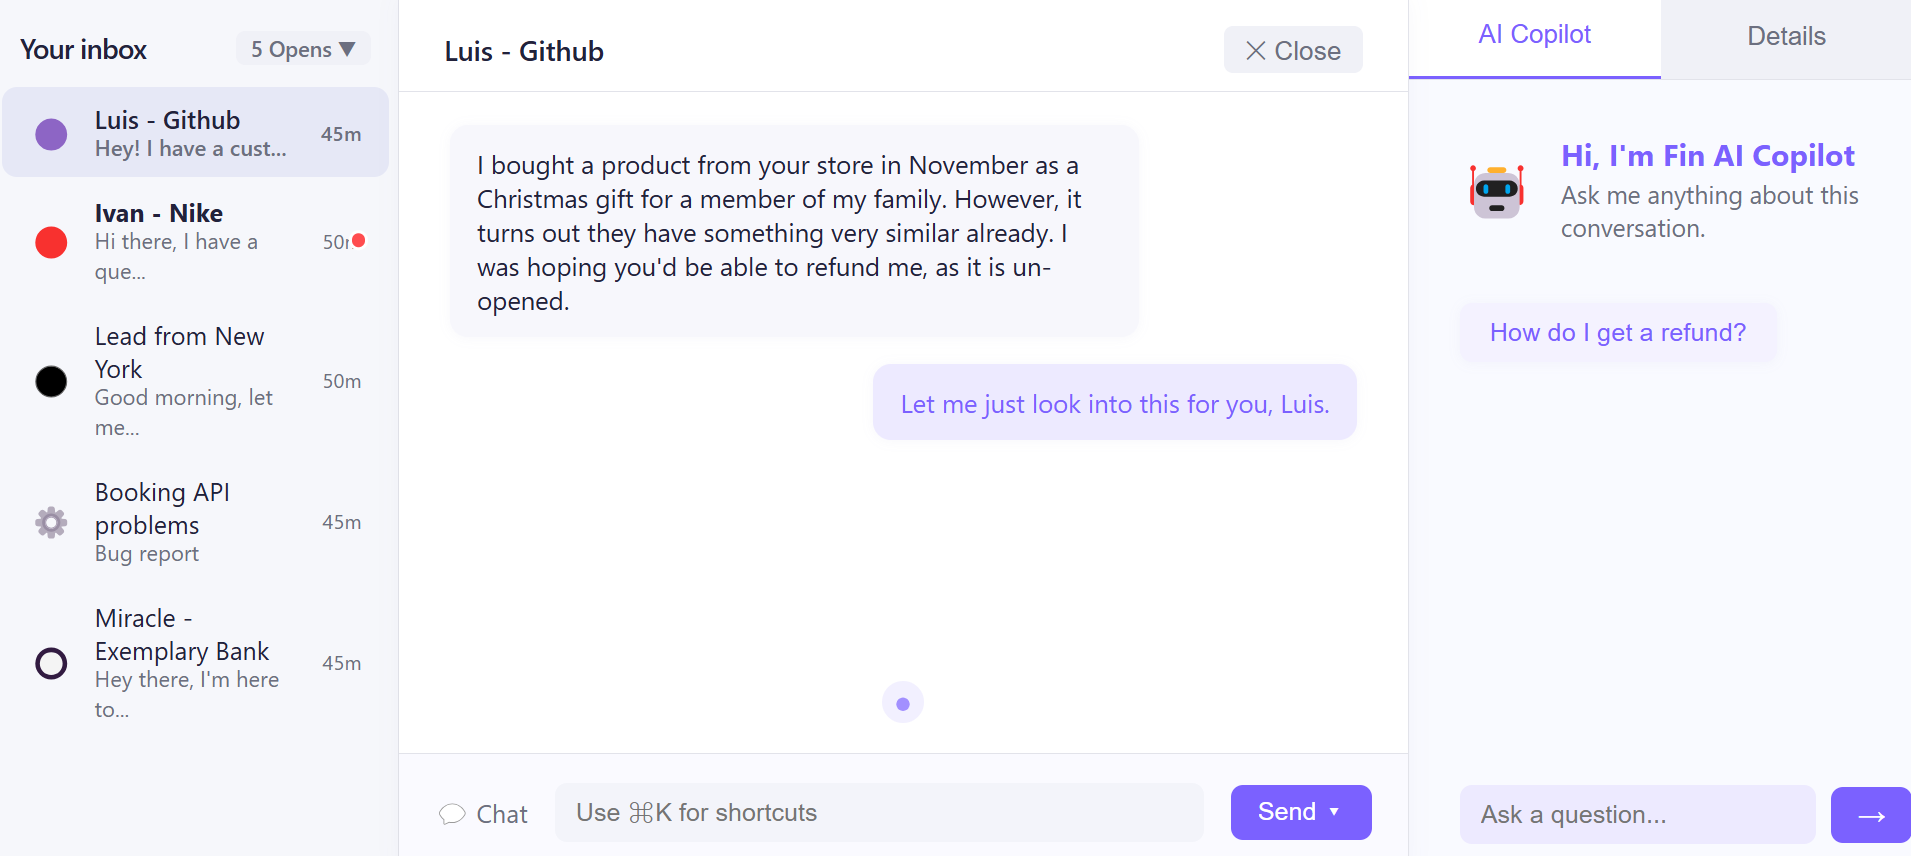 Your inbox
5 Opens ▼
Luis - Github
Hey! I have a cust...
45m
Ivan - Nike
Hi there, I have a
que...
Lead from New
York
Good morning, let
me...
50m
Booking API
problems
Bug report
45m
Miracle -
Exemplary Bank
Hey there, I'm here
to...
45m
Luis - Github
✕ Close
I bought a product from your store in November as a
Christmas gift for a member of my family. However, it
turns out they have something very similar already. I
was hoping you'd be able to refund me, as it is un-
opened.
Let me just look into this for you, Luis.
Chat
Use ⌘K for shortcuts
Send ▼
AI Copilot
Details
Hi, I'm Fin AI Copilot
Ask me anything about this
conversation.
How do I get a refund?
Ask a question...
→